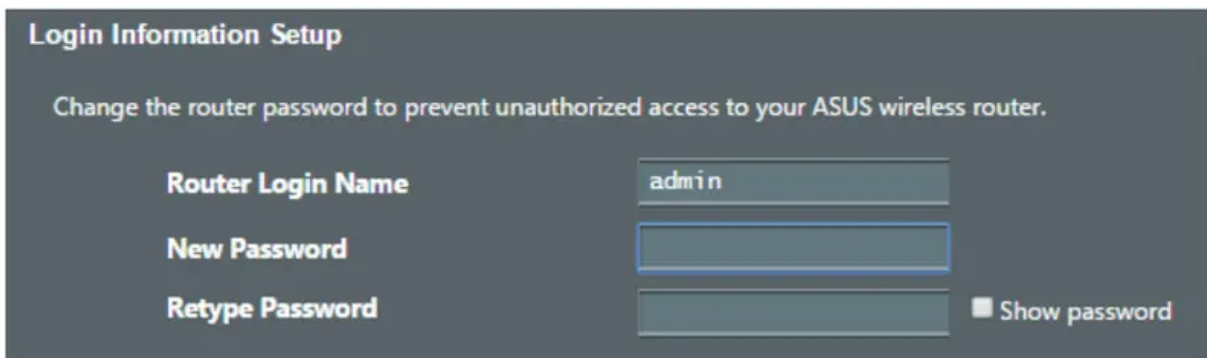 Login Information Setup
Change the router password to prevent unauthorized access to your ASUS wireless router.
Router Login Name admin
New Password
Retype Password Show password